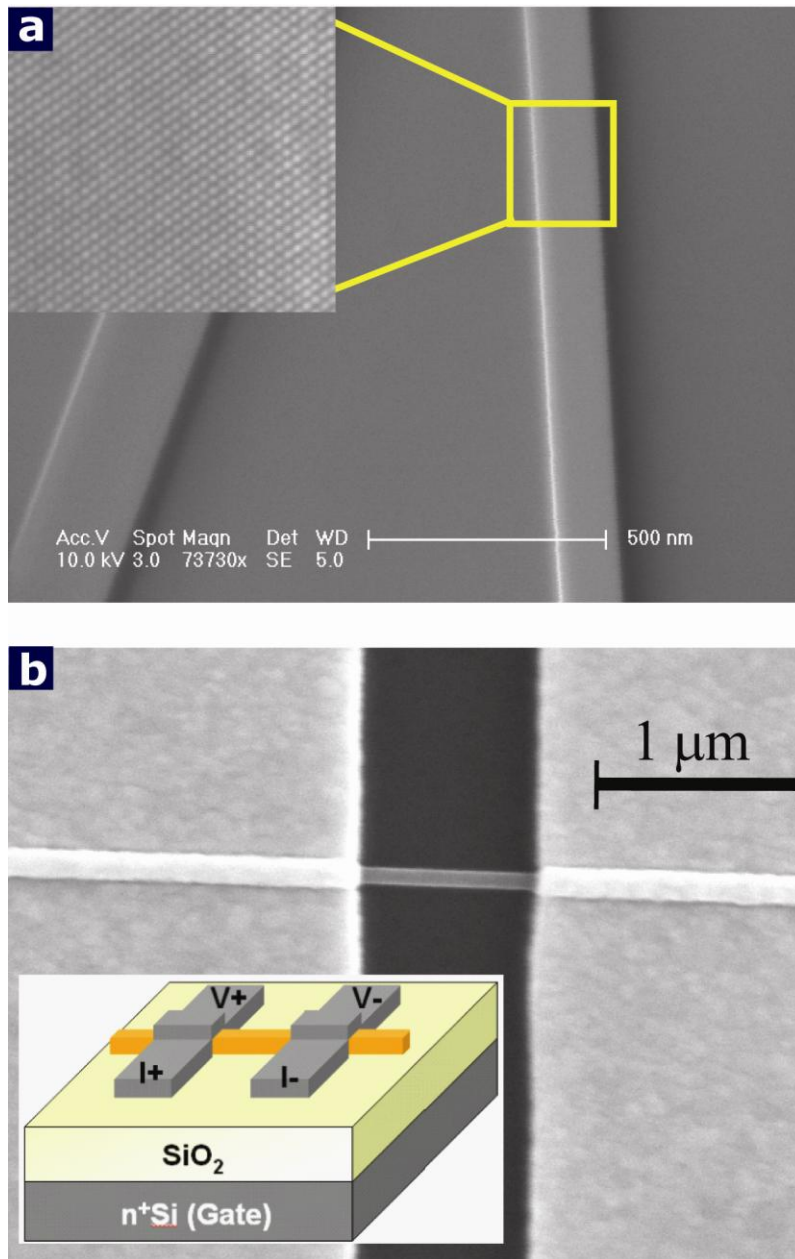 a
Acc.V Spot Magn Det WD
10.0 kV 3.0 73730x SE 5.0 500 nm
b
1 μm
V+ V-
I+ I-
SiO₂
n⁺Si (Gate)